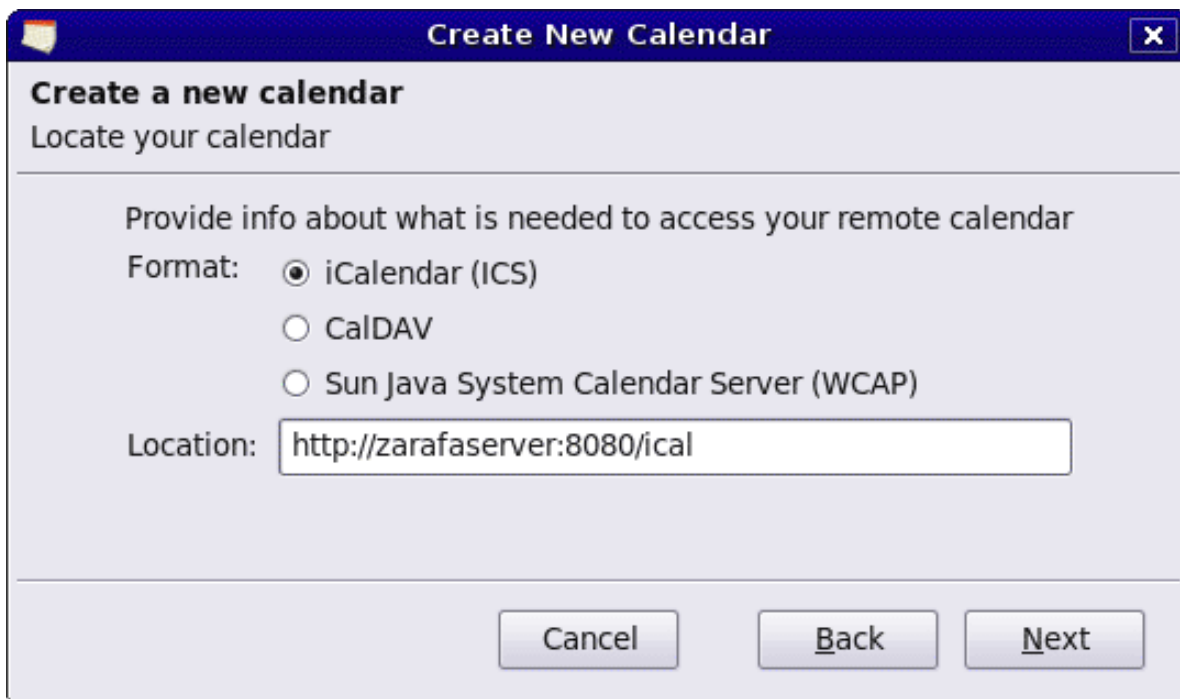 Create New Calendar
Create a new calendar
Locate your calendar
Provide info about what is needed to access your remote calendar
Format:
iCalendar (ICS)
CalDAV
Sun Java System Calendar Server (WCAP)
Location: http://zarafaserver:8080/ical
Cancel Back Next